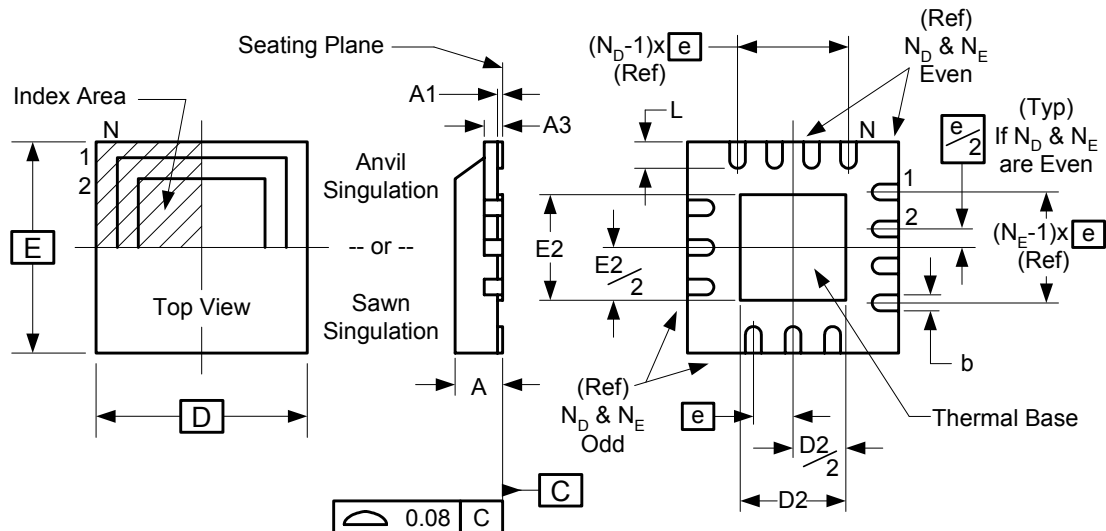 Seating Plane
Index Area
N
1
2
E
Top View
D
A1
A3
Anvil
Singulation
-- or --
Sawn
Singulation
A
0.08 C
C
(N_D-1)x e
(Ref)
(Ref)
N_D & N_E
Even
L
N
e/2
(Typ)
If N_D & N_E
are Even
1
2
(N_E-1)x e
(Ref)
E2
E2/2
b
(Ref)
N_D & N_E
Odd
e
D2/2
D2
Thermal Base